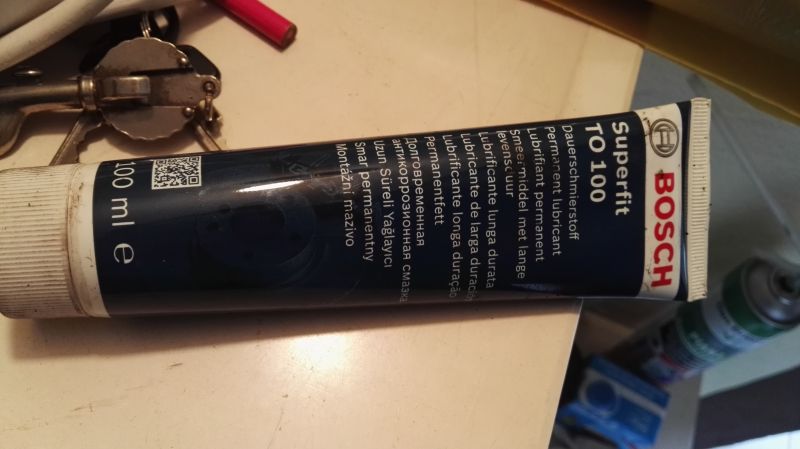 BOSCH
Superfit
TO 100
Dauerschmierstoff
Permanent lubricant
Lubrifiant permanent
Smeermiddel met lange
levensduur
Lubrificante lunga durata
Lubricante de larga duración
Lubrificante longa duração
Permanentfett
Долговременная
антикоррозионная смазка
Uzun Süreli Yağlayıcı
Smar permanentny
Montážní mazivo
100 ml e